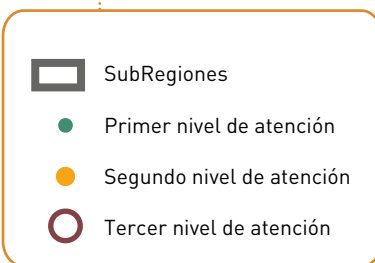 SubRegiones
Primer nivel de atención
Segundo nivel de atención
Tercer nivel de atención